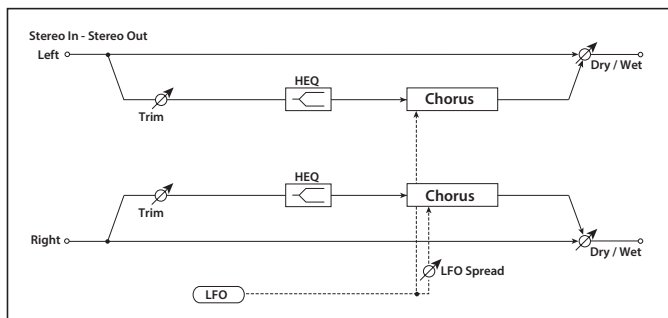 Stereo In - Stereo Out
Left
Dry / Wet
HEQ
Chorus
Trim
HEQ
Chorus
Trim
Right
Dry / Wet
LFO Spread
LFO